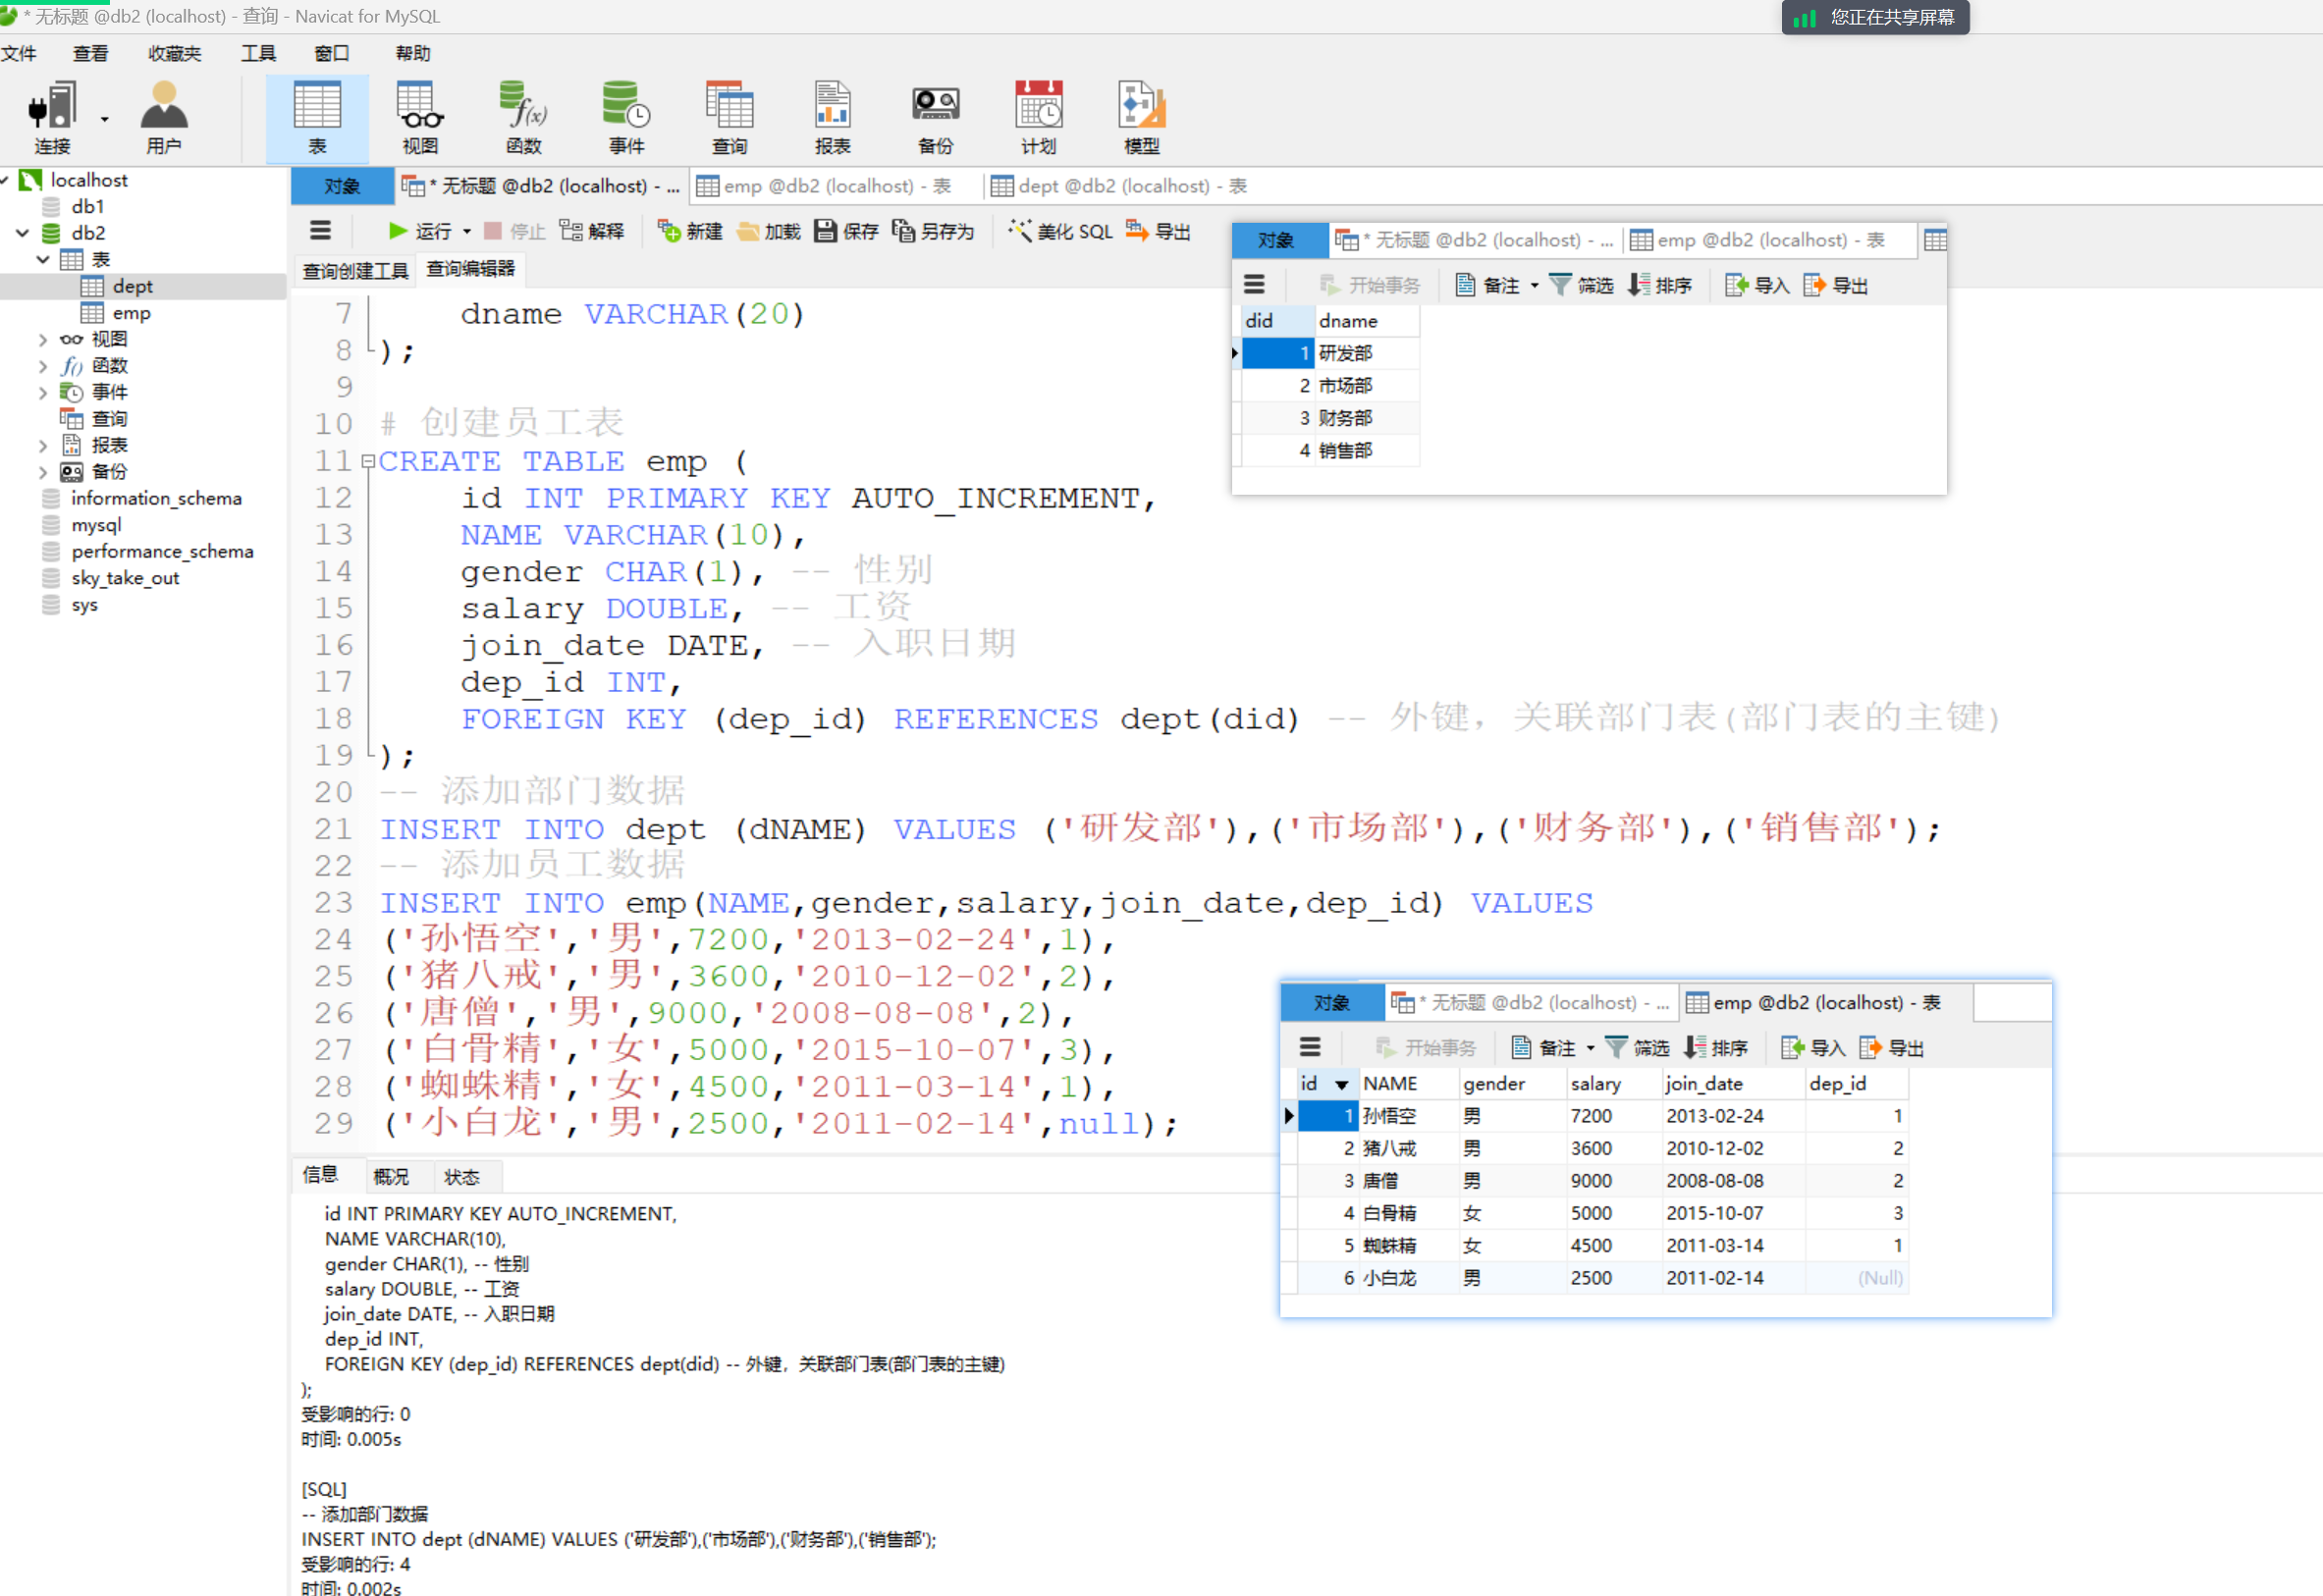 * 无标题 @db2 (localhost) - 查询 - Navicat for MySQL
您正在共享屏幕
文件 查看 收藏夹 工具 窗口 帮助
连接 用户 表 视图 函数 事件 查询 报表 备份 计划 模型
localhost
db1
db2
表
dept
emp
视图
函数
事件
查询
报表
备份
information_schema
mysql
performance_schema
sky_take_out
sys
对象 * 无标题 @db2 (localhost) - ... emp @db2 (localhost) - 表 dept @db2 (localhost) - 表
运行 停止 解释 新建 加载 保存 另存为 美化 SQL 导出
查询创建工具 查询编辑器
7 dname VARCHAR(20)
8 );
9
10 # 创建员工表
11 CREATE TABLE emp (
12 id INT PRIMARY KEY AUTO_INCREMENT,
13 NAME VARCHAR(10),
14 gender CHAR(1), -- 性别
15 salary DOUBLE, -- 工资
16 join_date DATE, -- 入职日期
17 dep_id INT,
18 FOREIGN KEY (dep_id) REFERENCES dept(did) -- 外键，关联部门表(部门表的主键)
19 );
20 -- 添加部门数据
21 INSERT INTO dept (dNAME) VALUES ('研发部'),('市场部'),('财务部'),('销售部');
22 -- 添加员工数据
23 INSERT INTO emp(NAME,gender,salary,join_date,dep_id) VALUES
24 ('孙悟空','男',7200,'2013-02-24',1),
25 ('猪八戒','男',3600,'2010-12-02',2),
26 ('唐僧','男',9000,'2008-08-08',2),
27 ('白骨精','女',5000,'2015-10-07',3),
28 ('蜘蛛精','女',4500,'2011-03-14',1),
29 ('小白龙','男',2500,'2011-02-14',null);
对象 * 无标题 @db2 (localhost) - ... emp @db2 (localhost) - 表
开始事务 备注 筛选 排序 导入 导出
did dname
1 研发部
2 市场部
3 财务部
4 销售部
对象 * 无标题 @db2 (localhost) - ... emp @db2 (localhost) - 表
开始事务 备注 筛选 排序 导入 导出
id NAME gender salary join_date dep_id
1 孙悟空 男 7200 2013-02-24 1
2 猪八戒 男 3600 2010-12-02 2
3 唐僧 男 9000 2008-08-08 2
4 白骨精 女 5000 2015-10-07 3
5 蜘蛛精 女 4500 2011-03-14 1
6 小白龙 男 2500 2011-02-14 (Null)
信息 概况 状态
id INT PRIMARY KEY AUTO_INCREMENT,
NAME VARCHAR(10),
gender CHAR(1), -- 性别
salary DOUBLE, -- 工资
join_date DATE, -- 入职日期
dep_id INT,
FOREIGN KEY (dep_id) REFERENCES dept(did) -- 外键，关联部门表(部门表的主键)
);
受影响的行: 0
时间: 0.005s
[SQL]
-- 添加部门数据
INSERT INTO dept (dNAME) VALUES ('研发部'),('市场部'),('财务部'),('销售部');
受影响的行: 4
时间: 0.002s